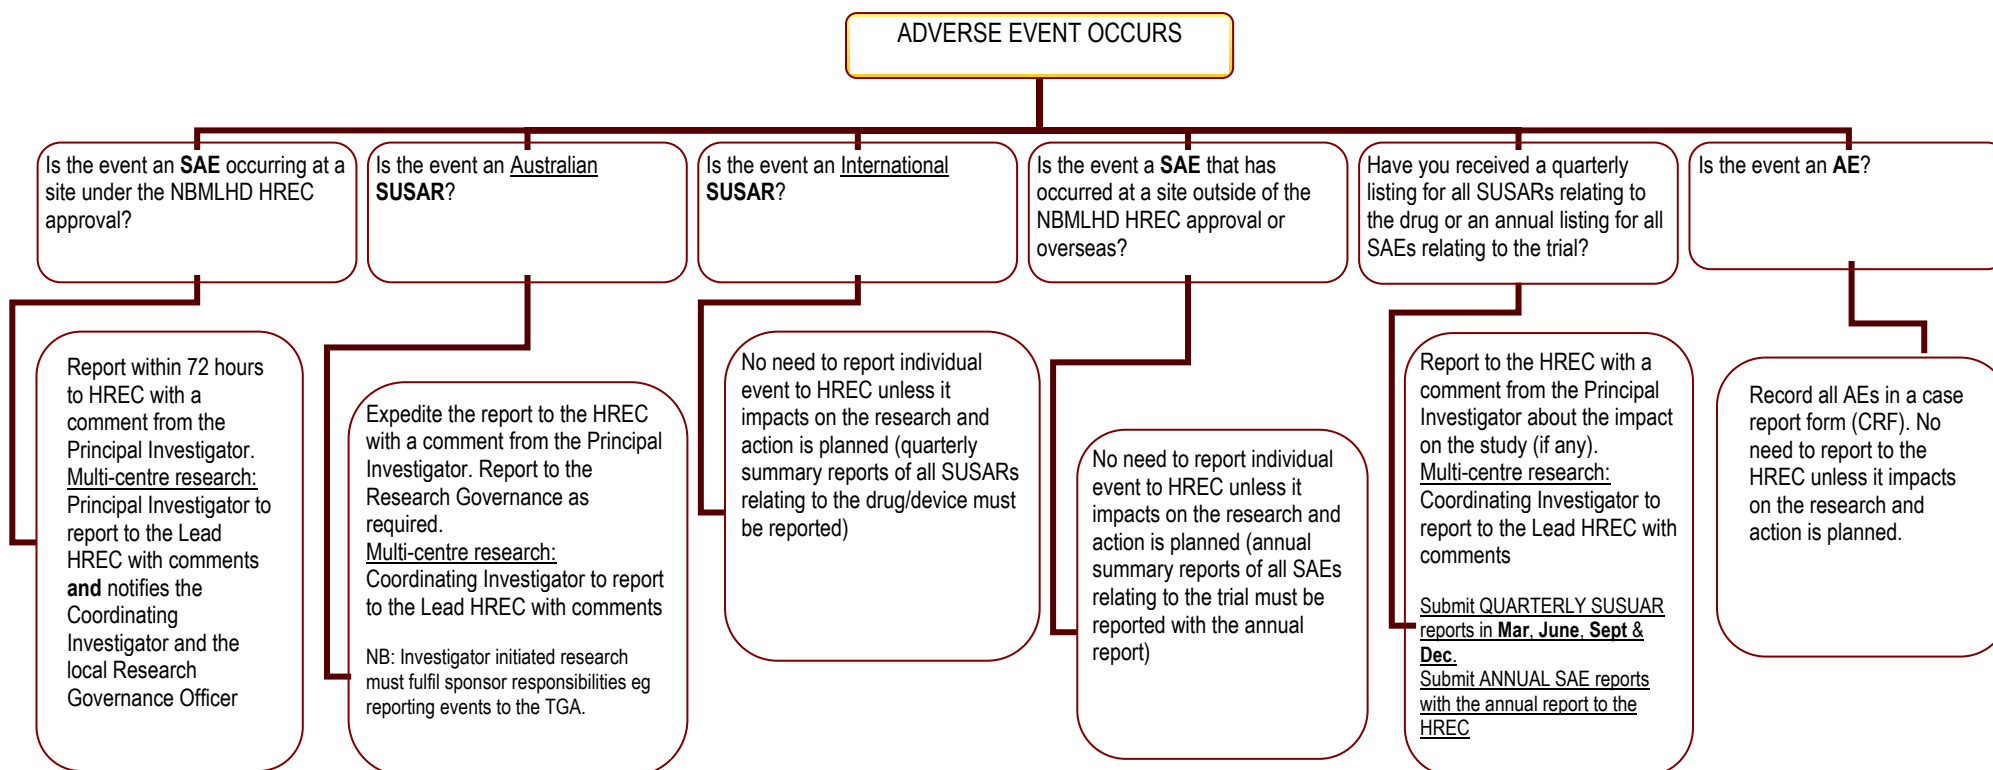 ADVERSE EVENT OCCURS
Is the event an SAE occurring at a
site under the NBMLHD HREC
approval?
Is the event an Australian
SUSAR?
Is the event an International
SUSAR?
Is the event a SAE that has
occurred at a site outside of the
NBMLHD HREC approval or
overseas?
Have you received a quarterly
listing for all SUSARs relating to
the drug or an annual listing for all
SAEs relating to the trial?
Is the event an AE?
Report within 72 hours
to HREC with a
comment from the
Principal Investigator.
Multi-centre research:
Principal Investigator to
report to the Lead
HREC with comments
and notifies the
Coordinating
Investigator and the
local Research
Governance Officer
Expedite the report to the HREC
with a comment from the Principal
Investigator. Report to the
Research Governance as
required.
Multi-centre research:
Coordinating Investigator to report
to the Lead HREC with comments
NB: Investigator initiated research
must fulfil sponsor responsibilities eg
reporting events to the TGA.
No need to report individual
event to HREC unless it
impacts on the research and
action is planned (quarterly
summary reports of all SUSARs
relating to the drug/device must
be reported)
No need to report individual
event to HREC unless it
impacts on the research and
action is planned (annual
summary reports of all SAEs
relating to the trial must be
reported with the annual
report)
Report to the HREC with a
comment from the Principal
Investigator about the impact
on the study (if any).
Multi-centre research:
Coordinating Investigator to
report to the Lead HREC with
comments
Submit QUARTERLY SUSUAR
reports in Mar, June, Sept &
Dec.
Submit ANNUAL SAE reports
with the annual report to the
HREC
Record all AEs in a case
report form (CRF). No
need to report to the
HREC unless it impacts
on the research and
action is planned.